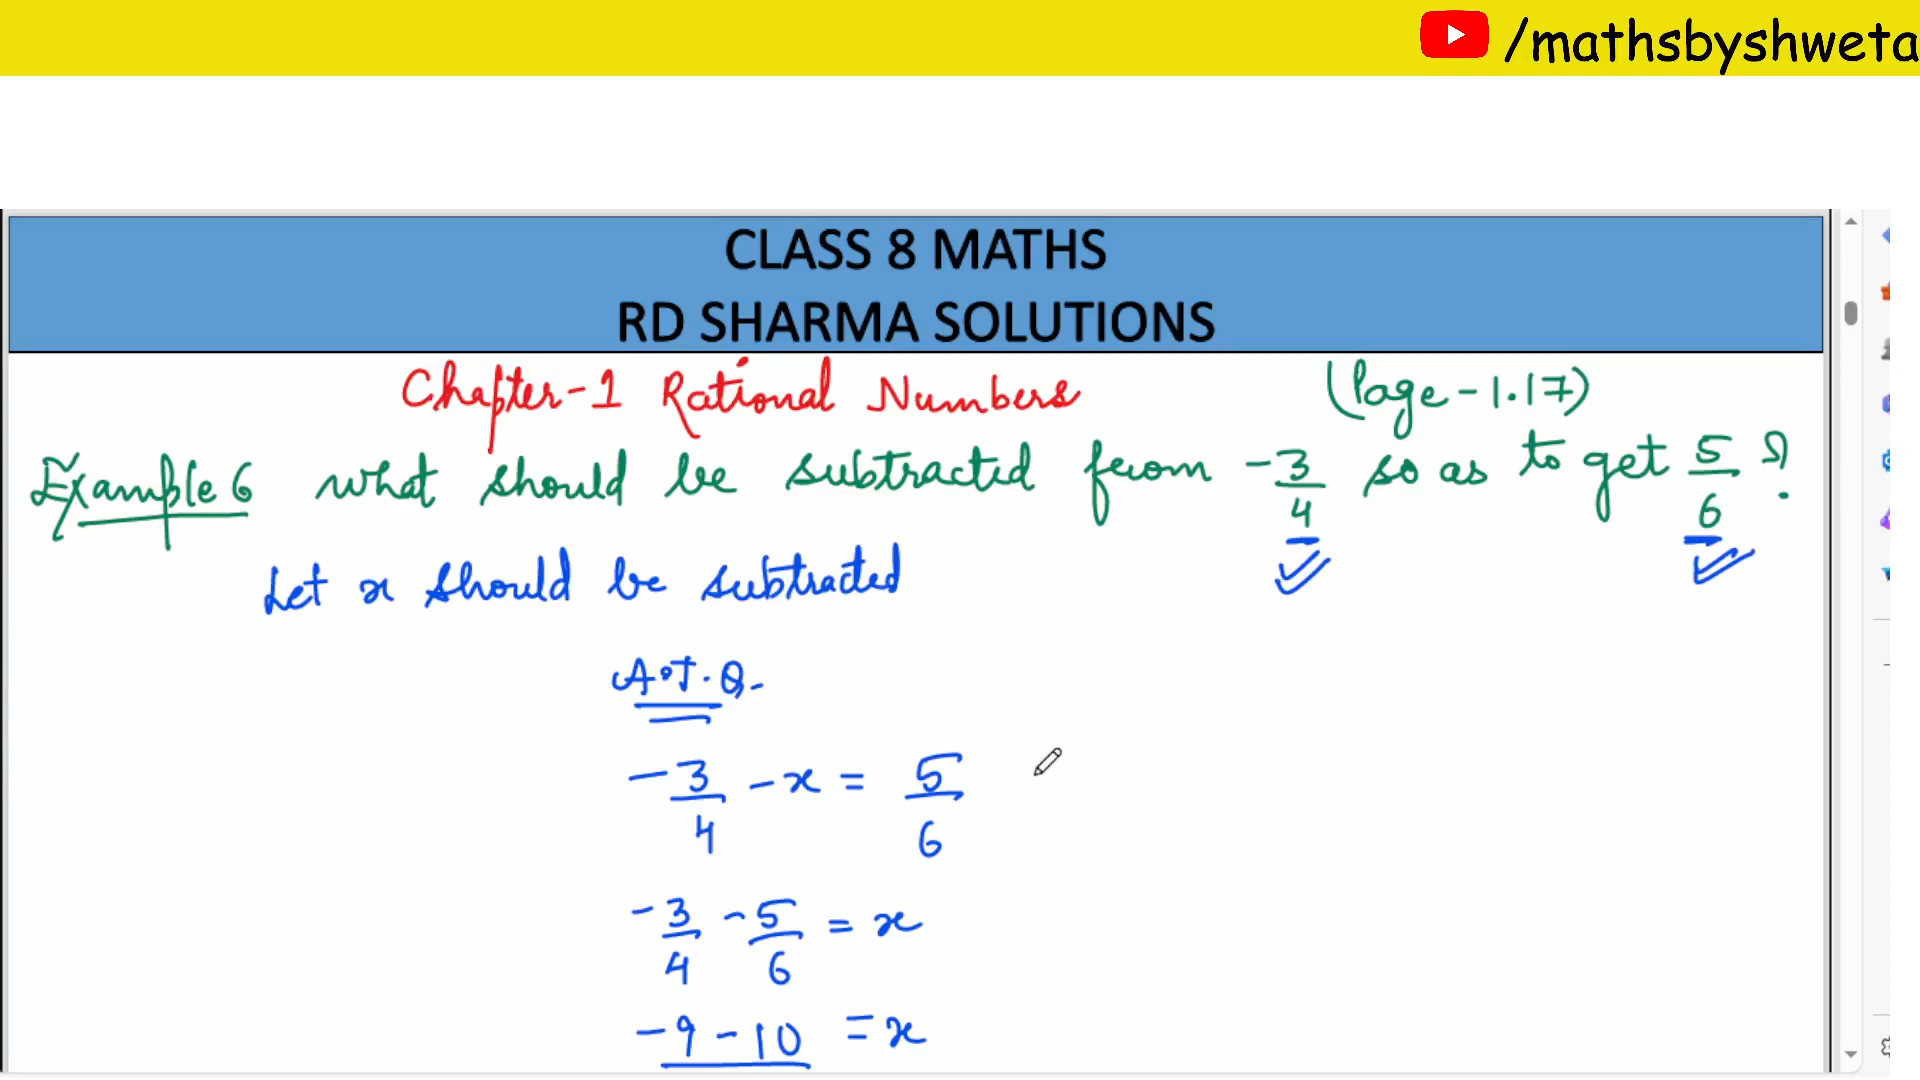 /mathsbyshweta
CLASS 8 MATHS
RD SHARMA SOLUTIONS
Chapter-1 Rational Numbers (Page-1.17)
Example 6 what should be subtracted from -3/4 so as to get 5/6 ?
Let x should be subtracted
A.T.Q.
-3/4 - x = 5/6
-3/4 - 5/6 = x
-9-10 = x